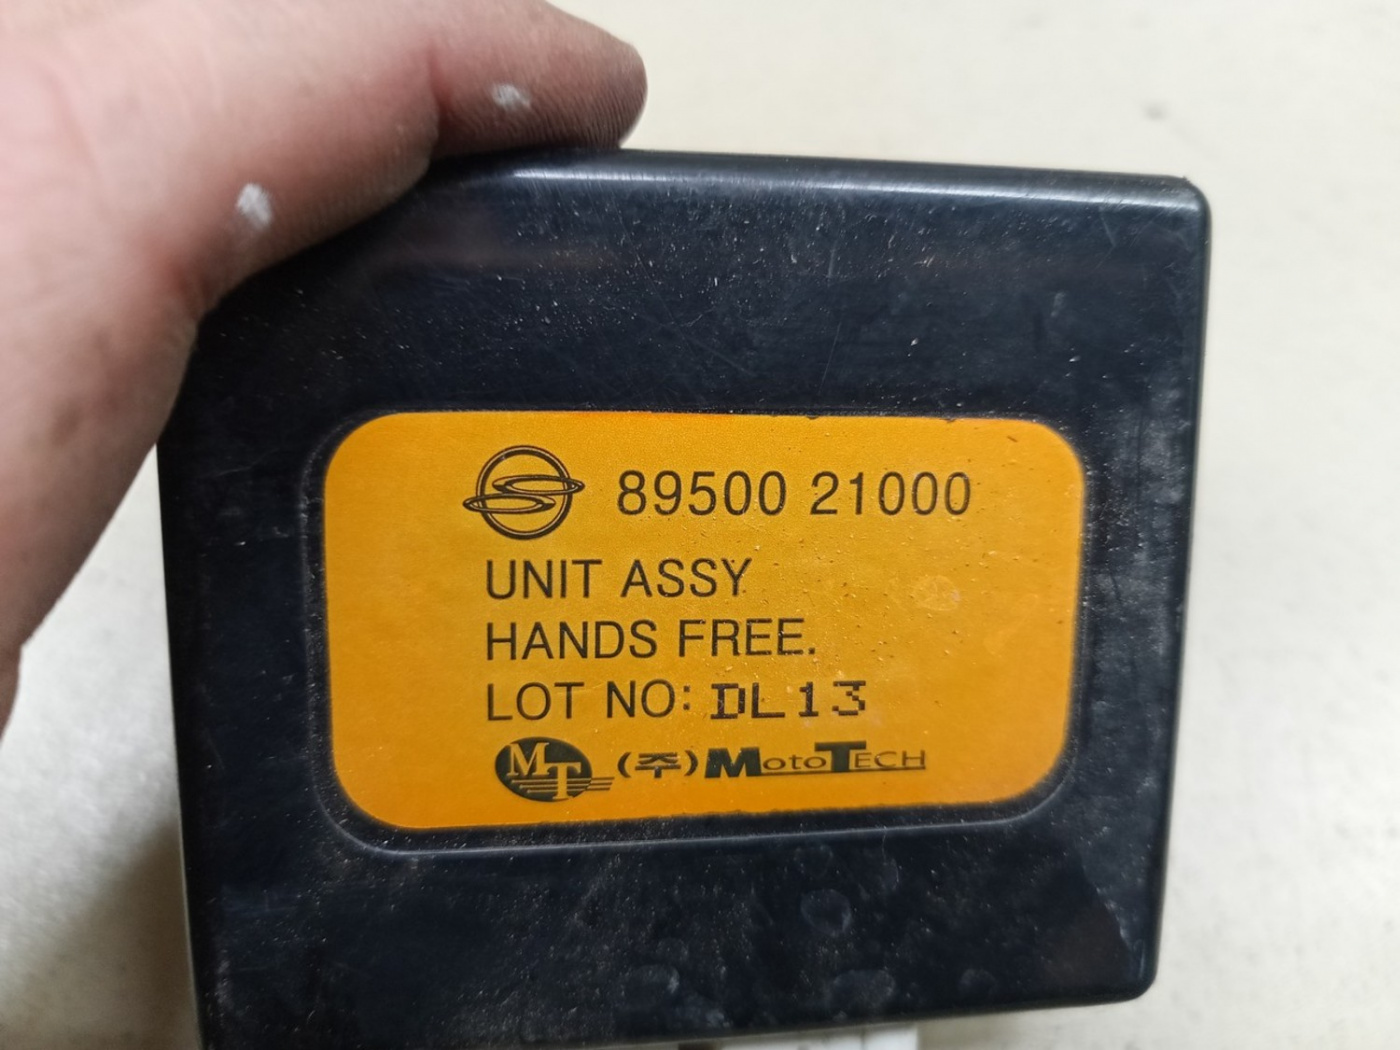 89500 21000
UNIT ASSY
HANDS FREE.
LOT NO: DL13
MT (주)MOTOTECH